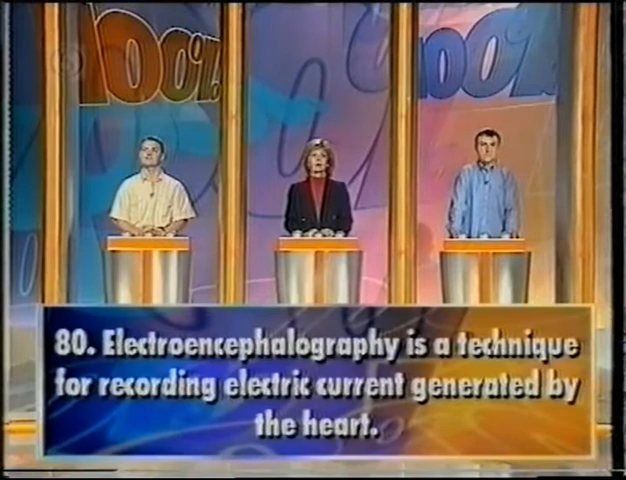 100%
100%
80. Electroencephalography is a technique
for recording electric current generated by
the heart.